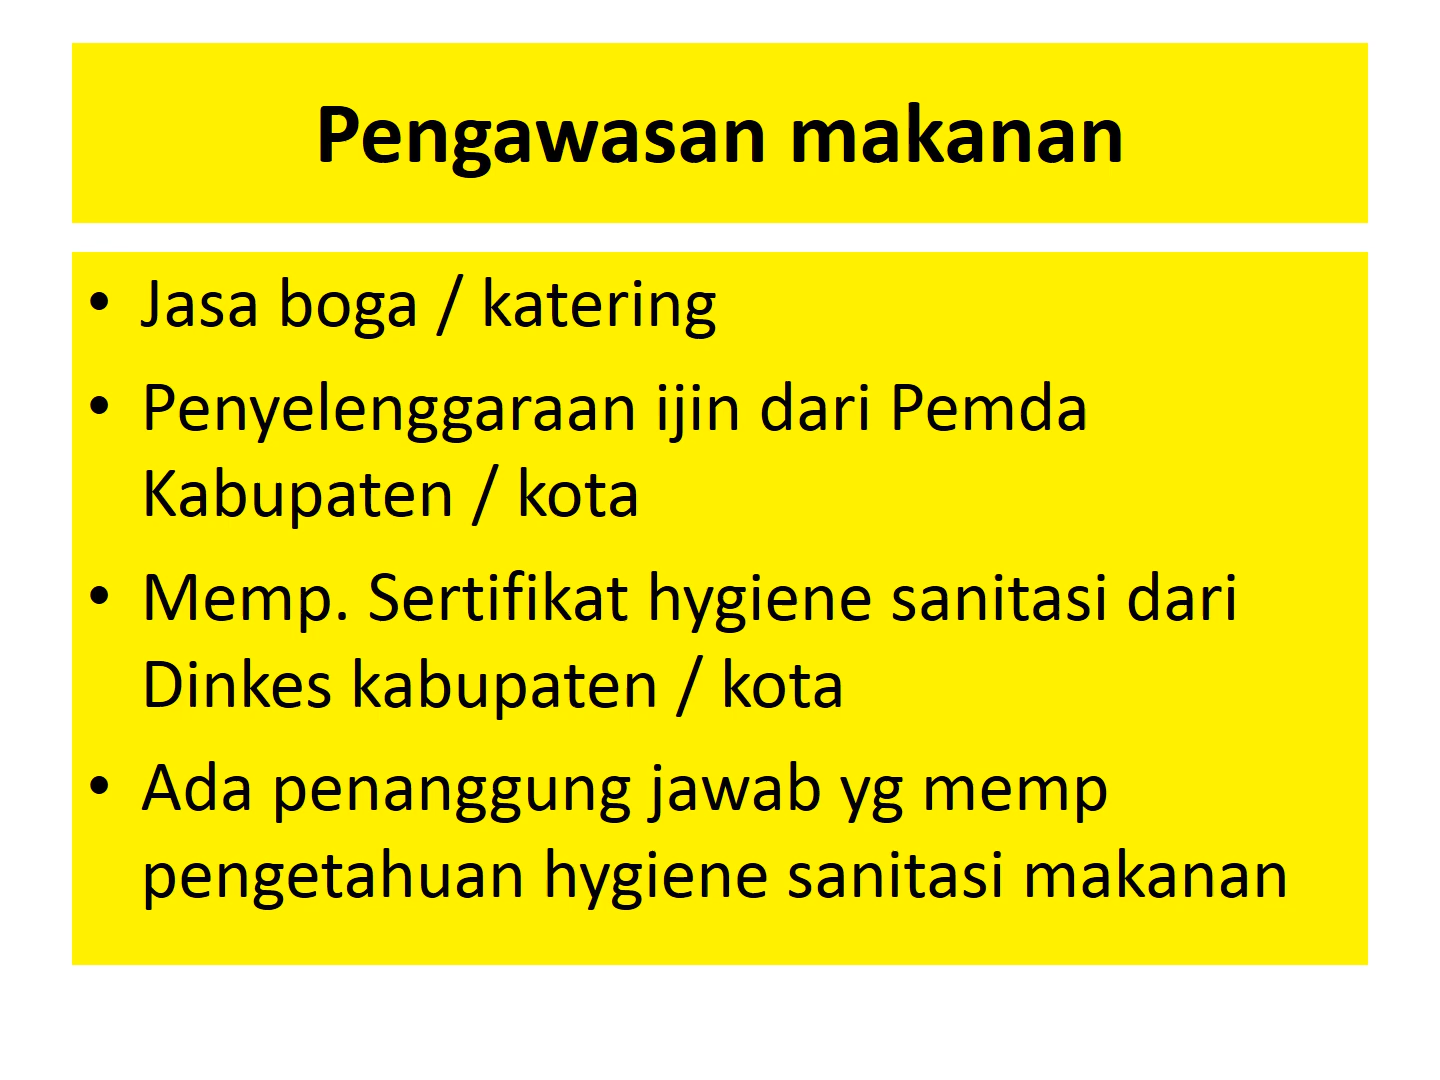 Pengawasan makanan
• Jasa boga / katering
• Penyelenggaraan ijin dari Pemda
Kabupaten / kota
• Memp. Sertifikat hygiene sanitasi dari
Dinkes kabupaten / kota
• Ada penanggung jawab yg memp
pengetahuan hygiene sanitasi makanan